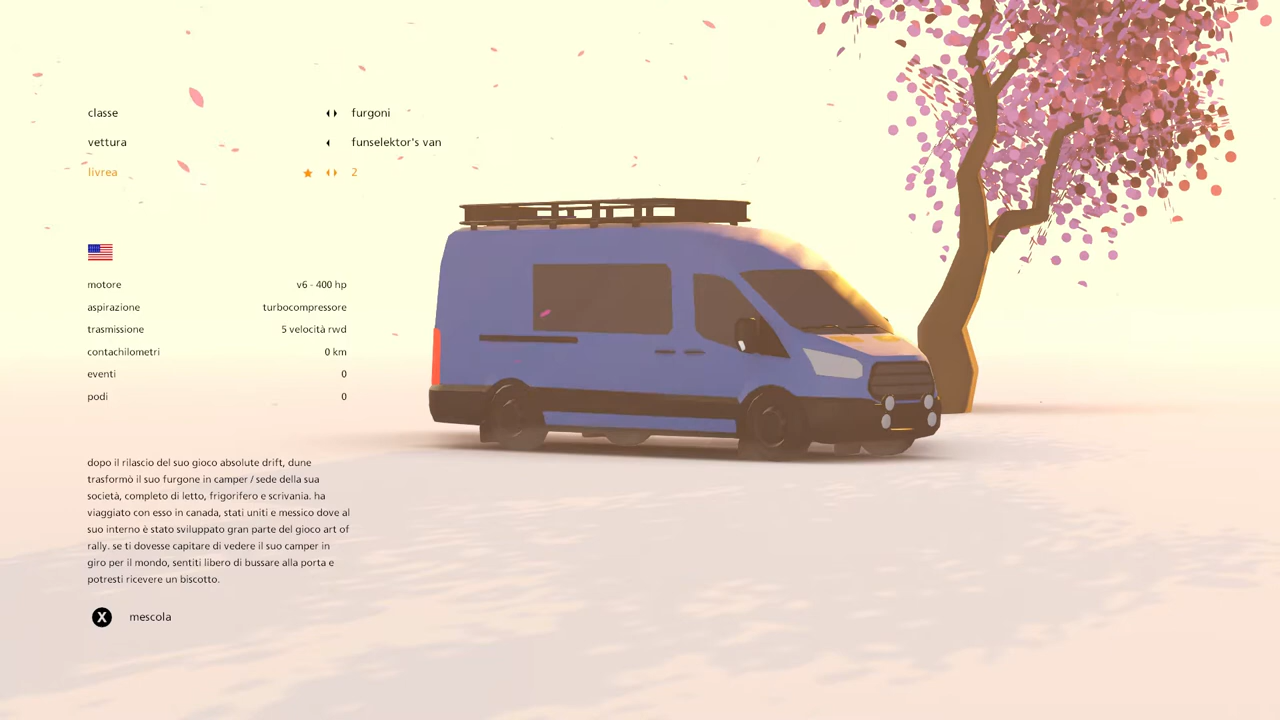 classe furgoni
vettura funselektor's van
livrea 2
motore v6 - 400 hp
aspirazione turbocompressore
trasmissione 5 velocità rwd
contachilometri 0 km
eventi 0
podi 0
dopo il rilascio del suo gioco absolute drift, dune
trasformò il suo furgone in camper / sede della sua
società, completo di letto, frigorifero e scrivania. ha
viaggiato con esso in canada, stati uniti e messico dove al
suo interno è stato sviluppato gran parte del gioco art of
rally. se ti dovesse capitare di vedere il suo camper in
giro per il mondo, sentiti libero di bussare alla porta e
potresti ricevere un biscotto.
X mescola